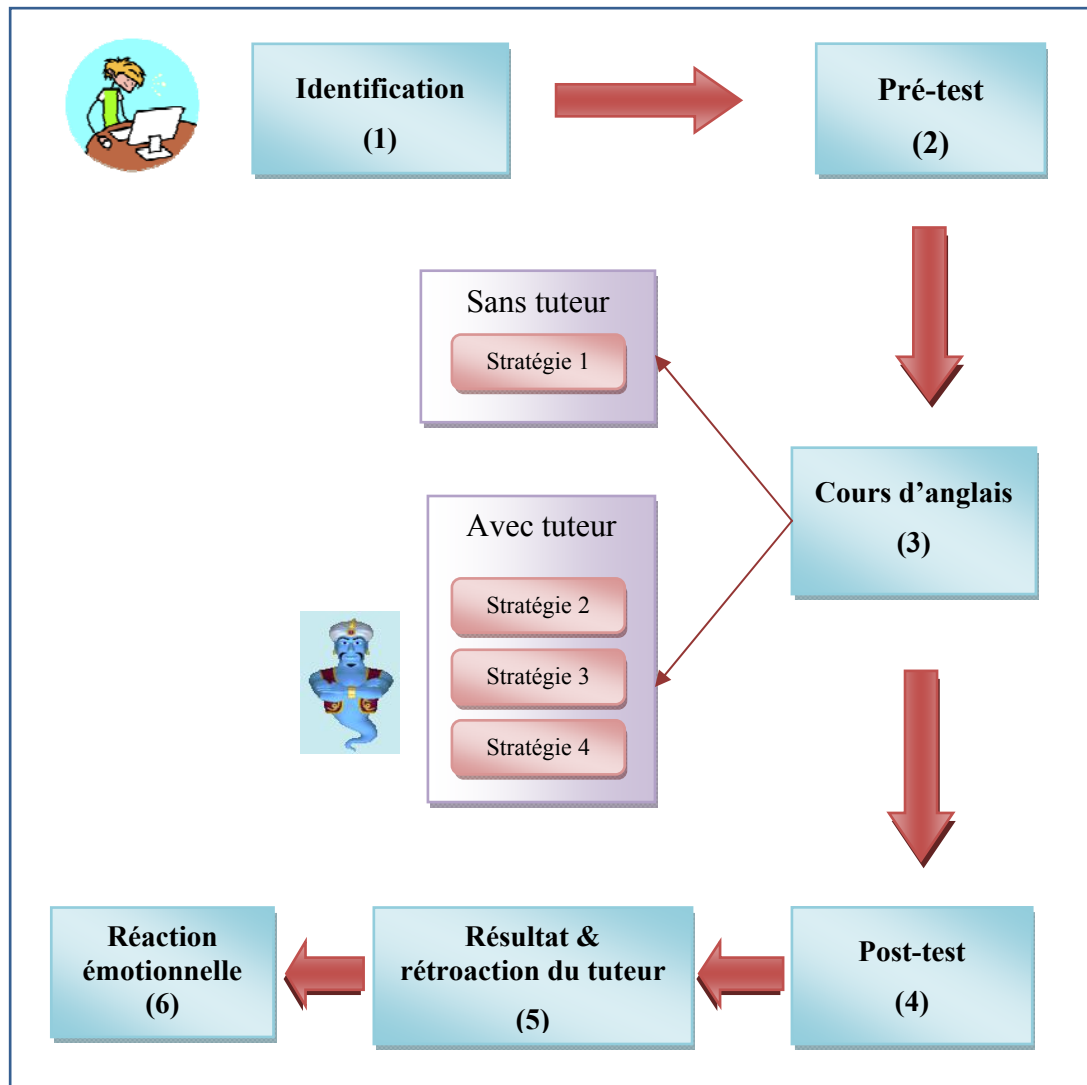 Identification
(1)
Pré-test
(2)
Sans tuteur
Stratégie 1
Cours d’anglais
(3)
Avec tuteur
Stratégie 2
Stratégie 3
Stratégie 4
Post-test
(4)
Résultat &
rétroaction du tuteur
(5)
Réaction
émotionnelle
(6)